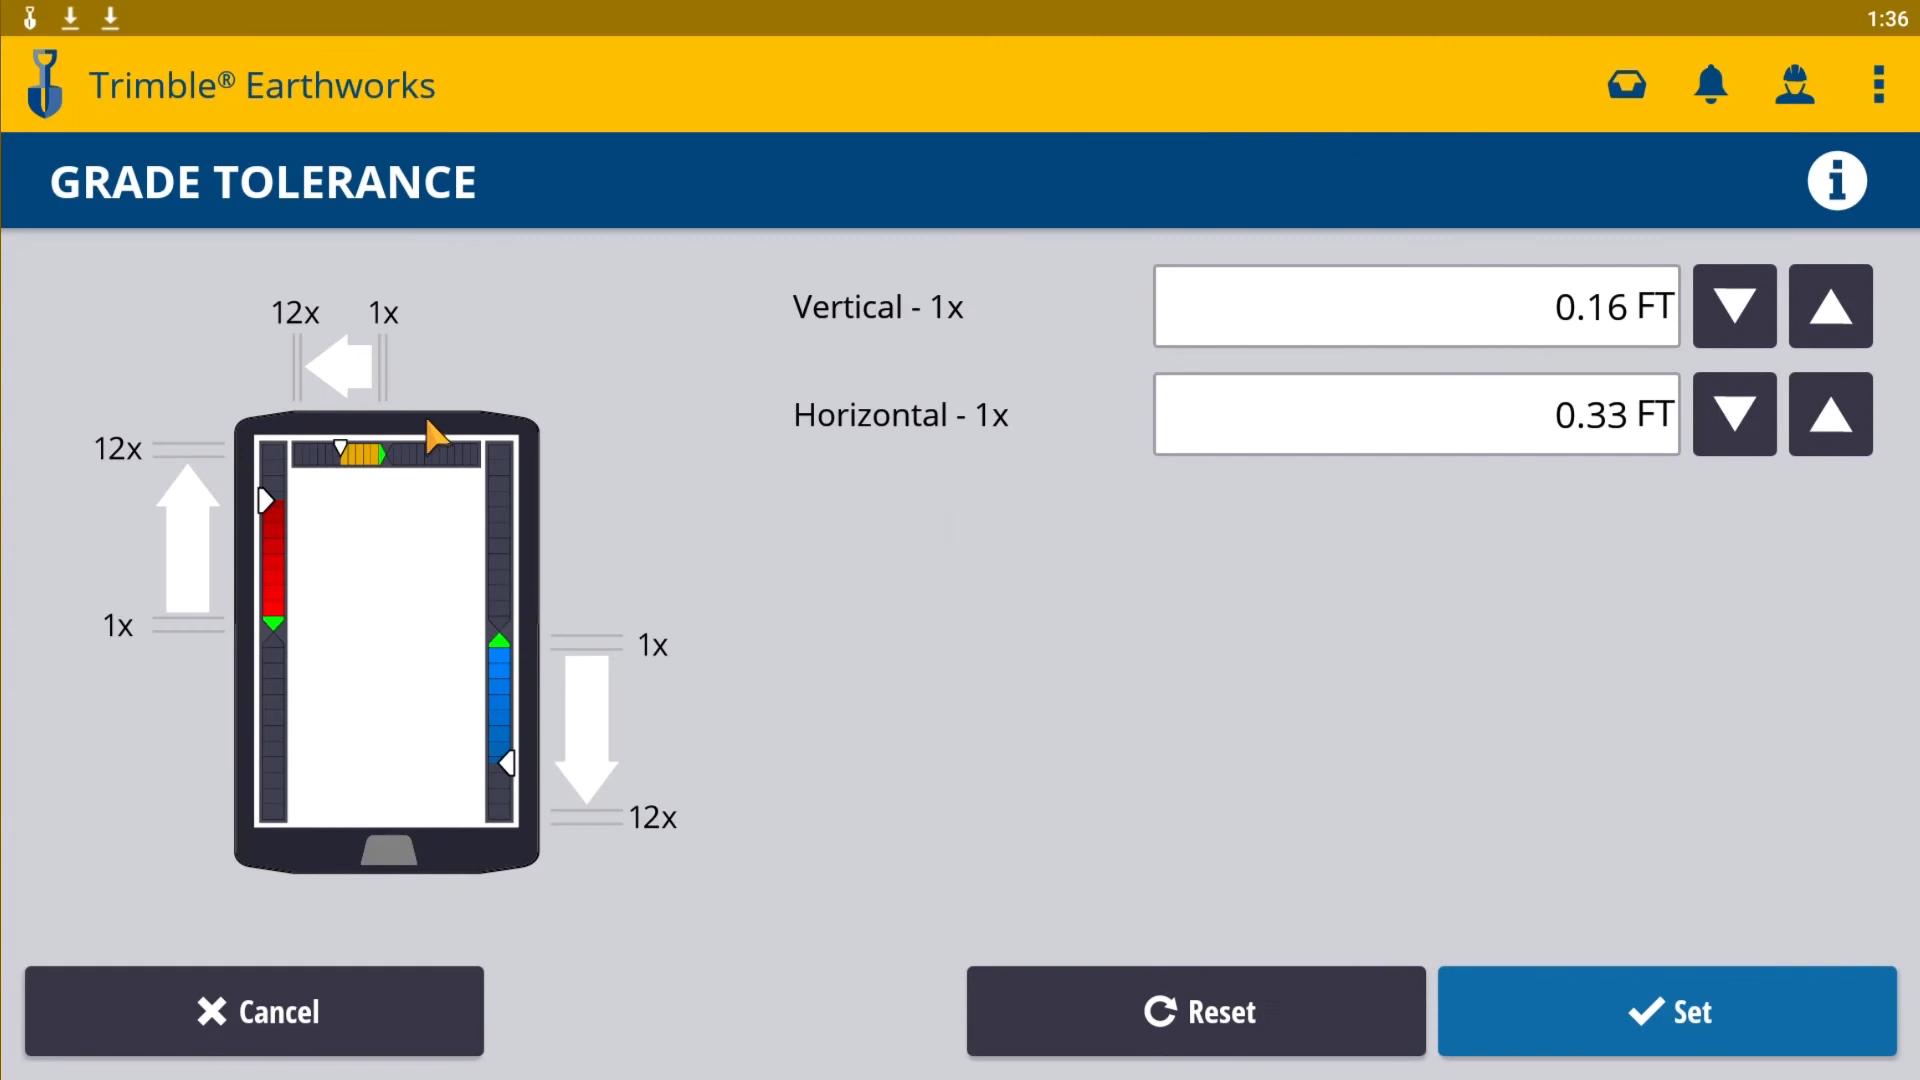 1:36
Trimble® Earthworks
GRADE TOLERANCE
12x 1x
12x
1x
1x
12x
Vertical - 1x 0.16 FT
Horizontal - 1x 0.33 FT
Cancel
Reset
Set